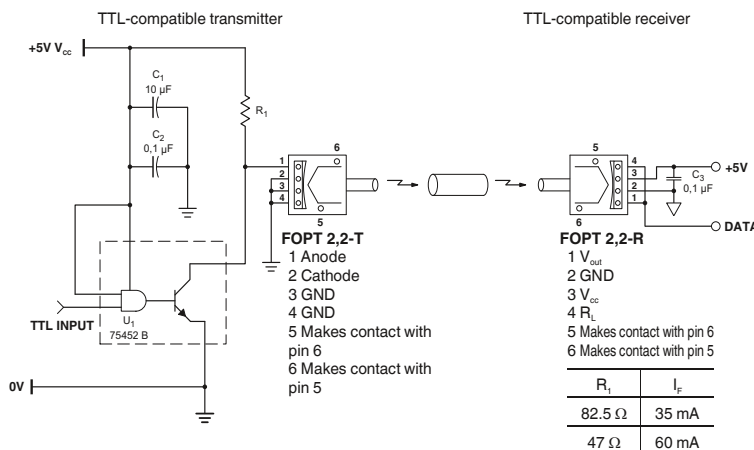 TTL-compatible transmitter
TTL-compatible receiver
+5V Vcc
C1
10 µF
R1
C2
0,1 µF
6
1
2
3
4
5
5
4
3
2
1
6
+5V
C3
0,1 µF
DATA
TTL INPUT
U1
75452 B
0V
FOPT 2,2-T
1 Anode
2 Cathode
3 GND
4 GND
5 Makes contact with
pin 6
6 Makes contact with
pin 5
FOPT 2,2-R
1 Vout
2 GND
3 Vcc
4 RL
5 Makes contact with pin 6
6 Makes contact with pin 5
R1 IF
82.5 Ω 35 mA
47 Ω 60 mA